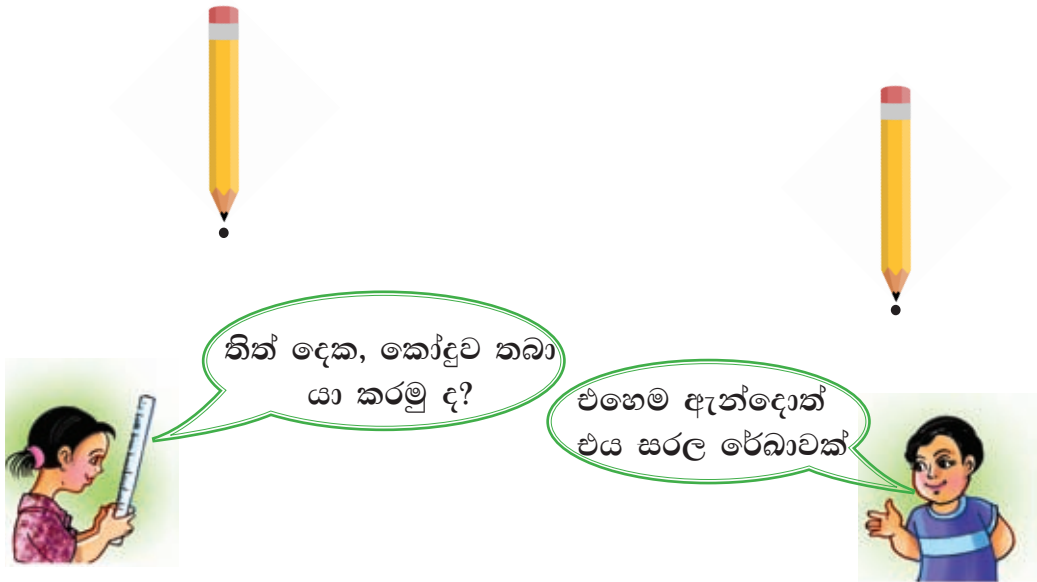 තිත් දෙක, කෝදුව තබා
යා කරමු ද?
එහෙම ඇන්දොත්
එය සරල රේඛාවක්